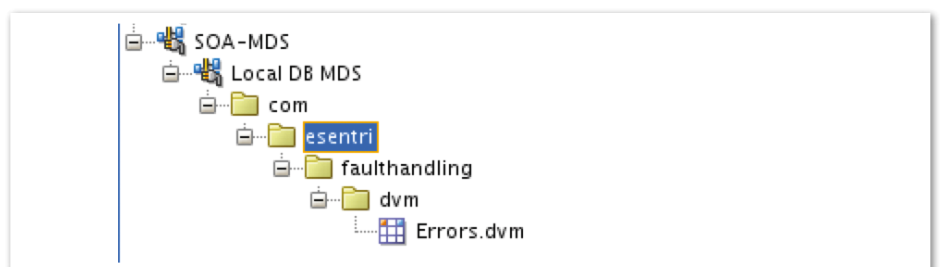 SOA-MDS
Local DB MDS
com
esentri
faulthandling
dvm
Errors.dvm